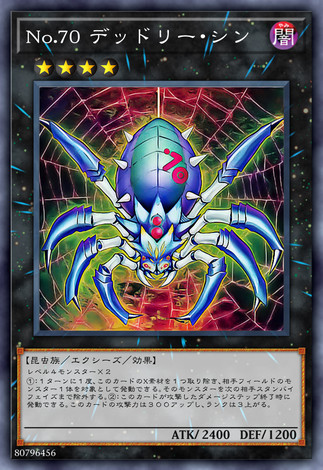 No.70 デッドリー・シン
闇
70
【昆虫族/エクシーズ/効果】
レベル4モンスター×2
①:1ターンに1度、このカードのX素材を1つ取り除き、相手フィールドのモ
ンスター1体を対象として発動できる。そのモンスターを次の相手スタンバイ
フェイズまで除外する。②:このカードが攻撃したダメージステップ終了時に
発動できる。このカードの攻撃力は300アップし、ランクは3上がる。
ATK/ 2400 DEF/1200
80796456